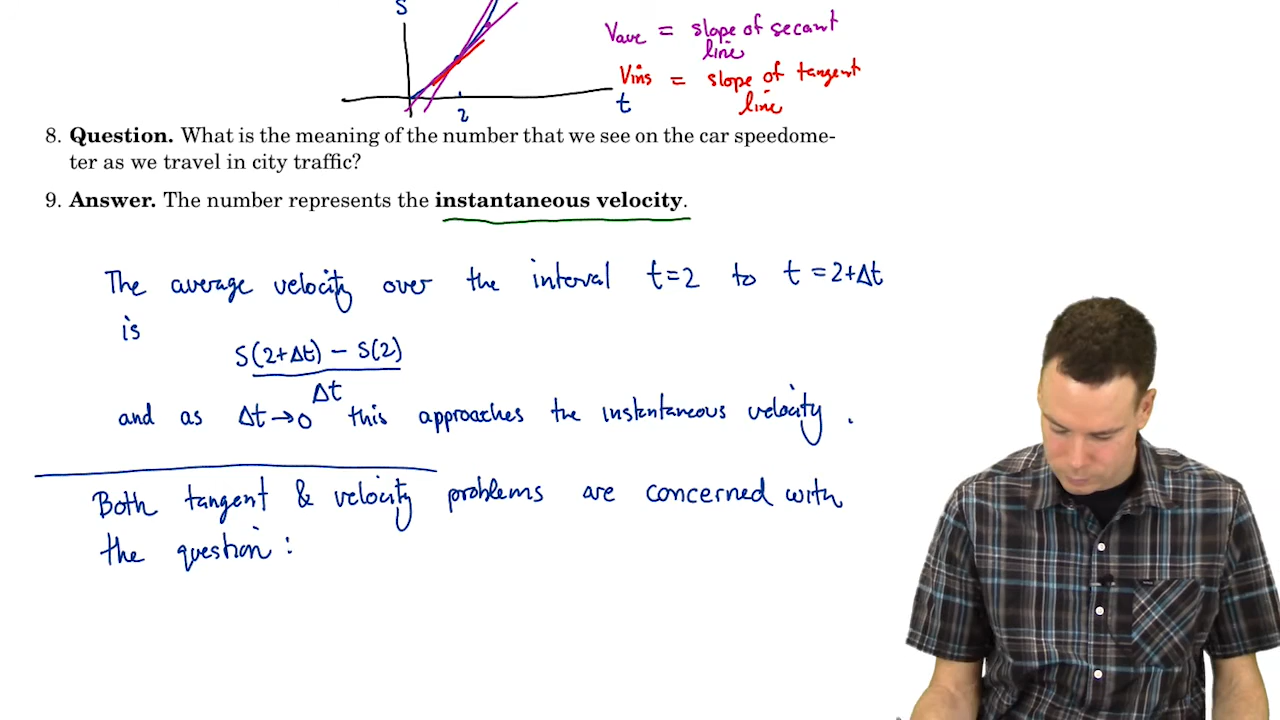 S
Vave = slope of secant
line
Vins = slope of tangent
line
t
2
8. Question. What is the meaning of the number that we see on the car speedome-
ter as we travel in city traffic?
9. Answer. The number represents the instantaneous velocity.
The average velocity over the interval t=2 to t=2+Δt
is
S(2+Δt) – S(2)
Δt
and as Δt→0 this approaches the instantaneous velocity.
Both tangent & velocity problems are concerned with
the question: